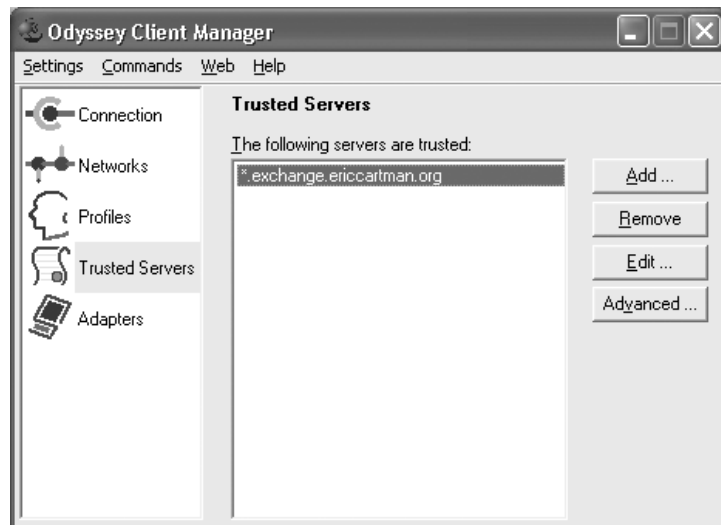 Odyssey Client Manager
Settings Commands Web Help
Connection
Networks
Profiles
Trusted Servers
Adapters
Trusted Servers
The following servers are trusted:
*.exchange.ericcartman.org
Add ...
Remove
Edit ...
Advanced ...